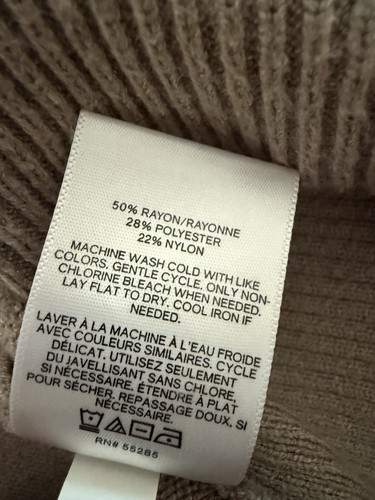 50% RAYON/RAYONNE
28% POLYESTER
22% NYLON
MACHINE WASH COLD WITH LIKE
COLORS. GENTLE CYCLE. ONLY NON-
CHLORINE BLEACH WHEN NEEDED.
LAY FLAT TO DRY. COOL IRON IF
NEEDED.
LAVER À LA MACHINE À L'EAU FROIDE
AVEC COULEURS SIMILAIRES. CYCLE
DÉLICAT. UTILISEZ SEULEMENT
DU JAVELLISANT SANS CHLORE,
SI NÉCESSAIRE. ÉTENDRE À PLAT
POUR SÉCHER. REPASSAGE DOUX, SI
NÉCESSAIRE.
RN# 55285